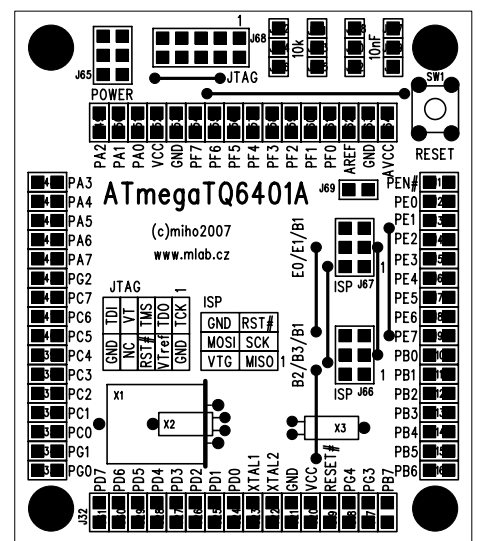 1
J68
10k
10nF
J65
JTAG
SW1
POWER
RESET
PA2 PA1 PA0 VCC GND PF7 PF6 PF5 PF4 PF3 PF2 PF1 PF0 AREF GND AVCC
ATmegaTQ6401A
J69
(c)miho2007
www.mlab.cz
PA3
PA4
PA5
PA6
PA7
PG2
PC7
PC6
PC5
PC4
PC3
PC2
PC1
PC0
PG1
PG0
PEN#
PE0
PE1
PE2
PE3
PE4
PE5
PE6
PE7
PB0
PB1
PB2
PB3
PB4
PB5
PB6
E0/E1/B1
B2/B3/B1
ISP
1
J67
ISP
1
J66
JTAG 1
TDI VT TMS TDO TCK
GND NC RST# VTref GND
ISP
GND RST#
MOSI SCK
VTG MISO 1
X1
X2
X3
PD7 PD6 PD5 PD4 PD3 PD2 PD1 PD0 XTAL1 XTAL2 GND VCC RESET# PG4 PG3 PB7
J32